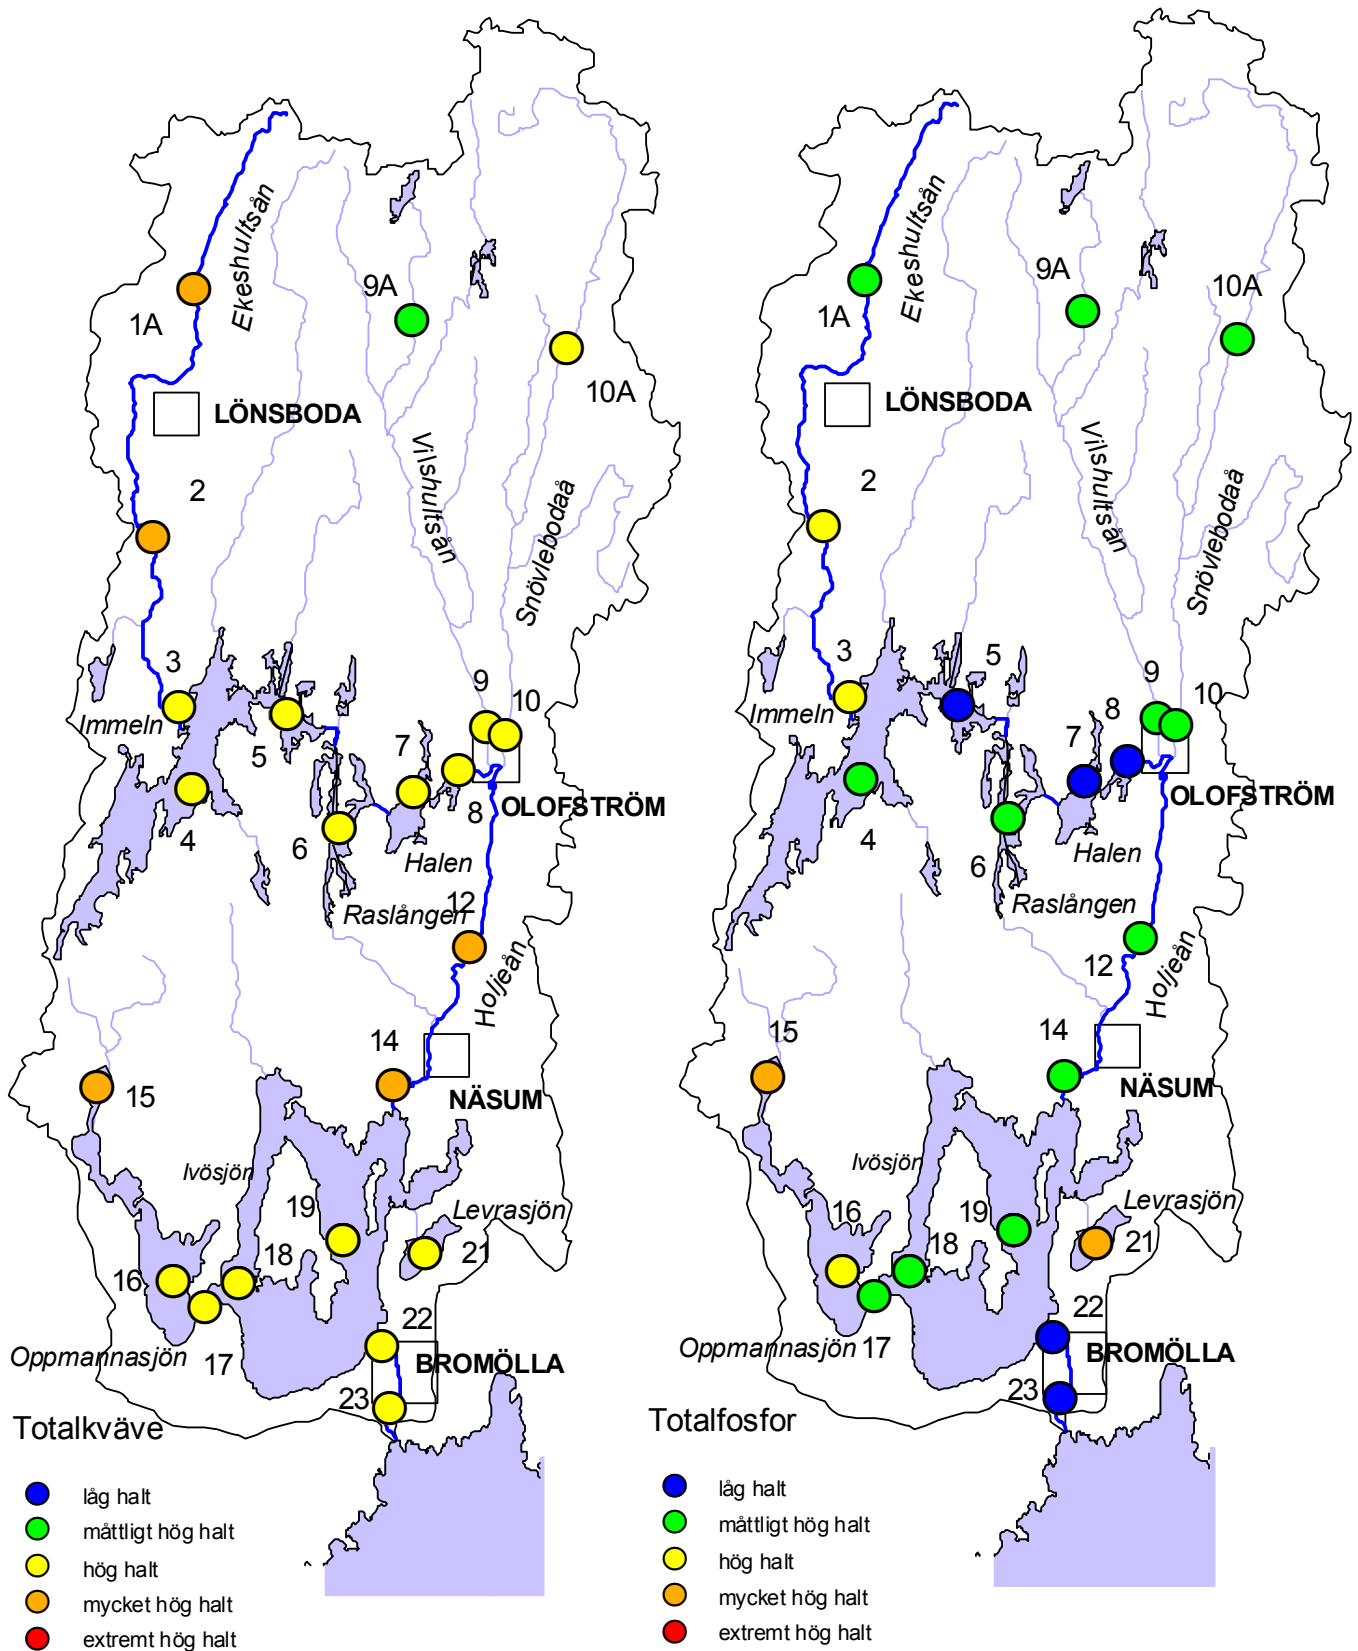 Ekeshultsån
9A
1A
10A
LÖNSBODA
2
Vilshultsån
Snövlebodaå
3
9
10
Immeln
5
7
8
OLOFSTRÖM
4
6
Halen
12
Raslången
Holjeån
14
15
NÄSUM
Ivösjön
19
Levrasjön
18
21
16
22
Oppmannasjön
17
BROMÖLLA
23
Totalkväve
låg halt
måttligt hög halt
hög halt
mycket hög halt
extremt hög halt
Ekeshultsån
9A
10A
1A
LÖNSBODA
2
Vilshultsån
Snövlebodaå
3
5
9
10
Immeln
8
7
OLOFSTRÖM
4
6
Halen
Raslången
12
Holjeån
14
15
NÄSUM
Ivösjön
Levrasjön
16
19
18
21
22
Oppmannasjön
17
BROMÖLLA
23
Totalfosfor
låg halt
måttligt hög halt
hög halt
mycket hög halt
extremt hög halt